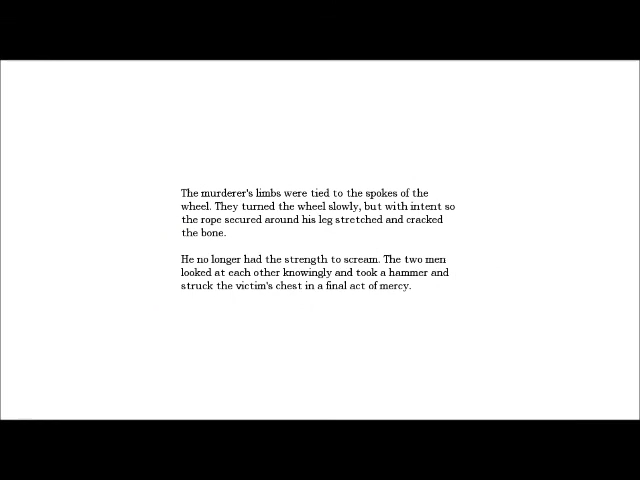 The murderer's limbs were tied to the spokes of the
wheel. They turned the wheel slowly, but with intent so
the rope secured around his leg stretched and cracked
the bone.
He no longer had the strength to scream. The two men
looked at each other knowingly and took a hammer and
struck the victim's chest in a final act of mercy.